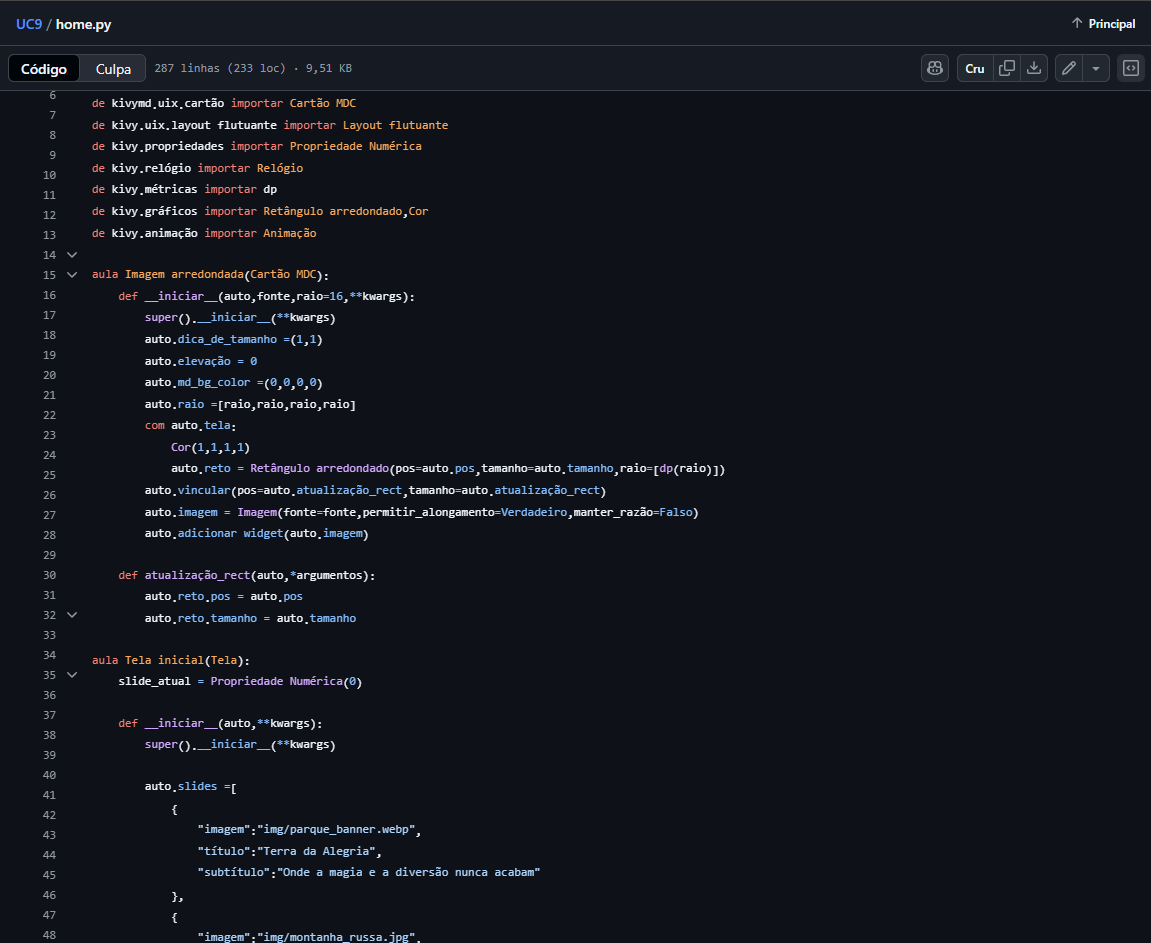 UC9 / home.py
Principal
Código Culpa 287 linhas (233 loc) · 9,51 KB
Cru
6 de kivymd.uix.cartão importar Cartão MDC
7 de kivy.uix.layout flutuante importar Layout flutuante
8 de kivy.propriedades importar Propriedade Numérica
9 de kivy.relógio importar Relógio
10 de kivy.métricas importar dp
11 de kivy.gráficos importar Retângulo arredondado,Cor
12 de kivy.animação importar Animação
13
14
15 aula Imagem arredondada(Cartão MDC):
16 def __iniciar__(auto,fonte,raio=16,**kwargs):
17 super().__iniciar__(**kwargs)
18 auto.dica_de_tamanho =(1,1)
19 auto.elevação = 0
20 auto.md_bg_color =(0,0,0,0)
21 auto.raio =[raio,raio,raio,raio]
22 com auto.tela:
23 Cor(1,1,1,1)
24 auto.reto = Retângulo arredondado(pos=auto.pos,tamanho=auto.tamanho,raio=[dp(raio)])
25 auto.vincular(pos=auto.atualização_rect,tamanho=auto.atualização_rect)
26 auto.imagem = Imagem(fonte=fonte,permitir_alongamento=Verdadeiro,manter_razão=Falso)
27 auto.adicionar widget(auto.imagem)
28
29
30 def atualização_rect(auto,*argumentos):
31 auto.reto.pos = auto.pos
32 auto.reto.tamanho = auto.tamanho
33
34 aula Tela inicial(Tela):
35 slide_atual = Propriedade Numérica(0)
36
37 def __iniciar__(auto,**kwargs):
38 super().__iniciar__(**kwargs)
39
40 auto.slides =[
41 {
42 "imagem":"img/parque_banner.webp",
43 "título":"Terra da Alegria",
44 "subtítulo":"Onde a magia e a diversão nunca acabam"
45
46 },
47 {
48 "imagem":"img/montanha_russa.jpg",